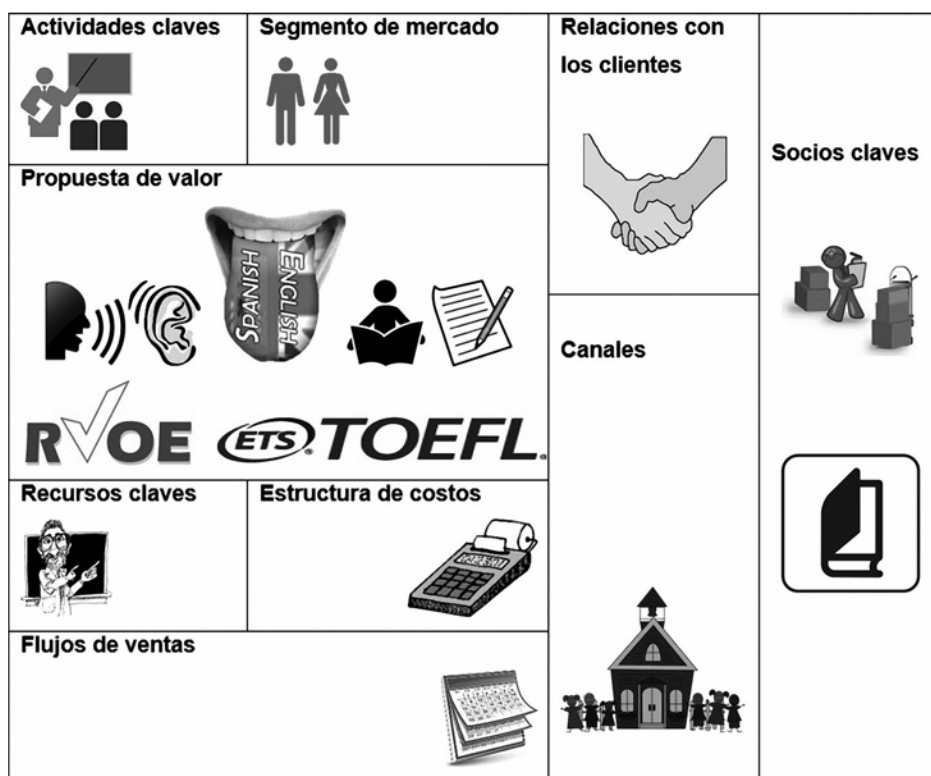 Actividades claves
Segmento de mercado
Relaciones con
los clientes
Socios claves
Propuesta de valor
SPANISH
ENGLISH
RVOE
ETS® TOEFL®
Canales
Recursos claves
Estructura de costos
Flujos de ventas